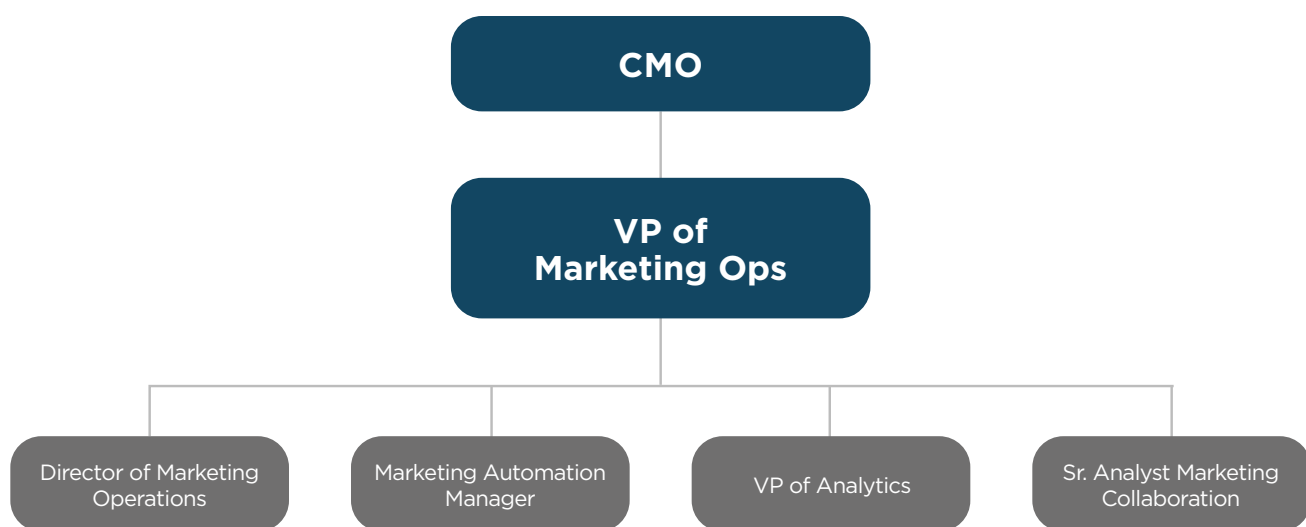 CMO
VP of
Marketing Ops
Director of Marketing
Operations
Marketing Automation
Manager
VP of Analytics
Sr. Analyst Marketing
Collaboration